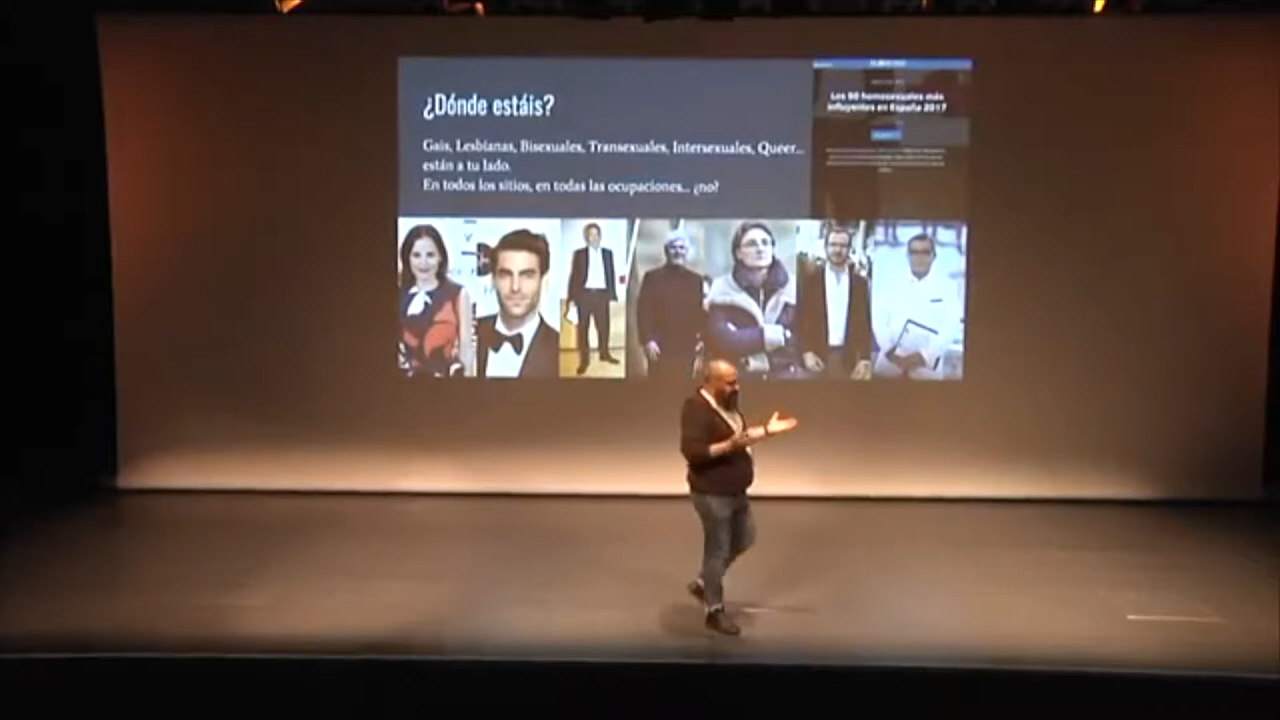 ¿Dónde estáis?
Gais, Lesbianas, Bisexuales, Transexuales, Intersexuales, Queer...
están a tu lado.
En todos los sitios, en todas las ocupaciones... ¿no?
Los 50 homosexuales más
influyentes en España 2017